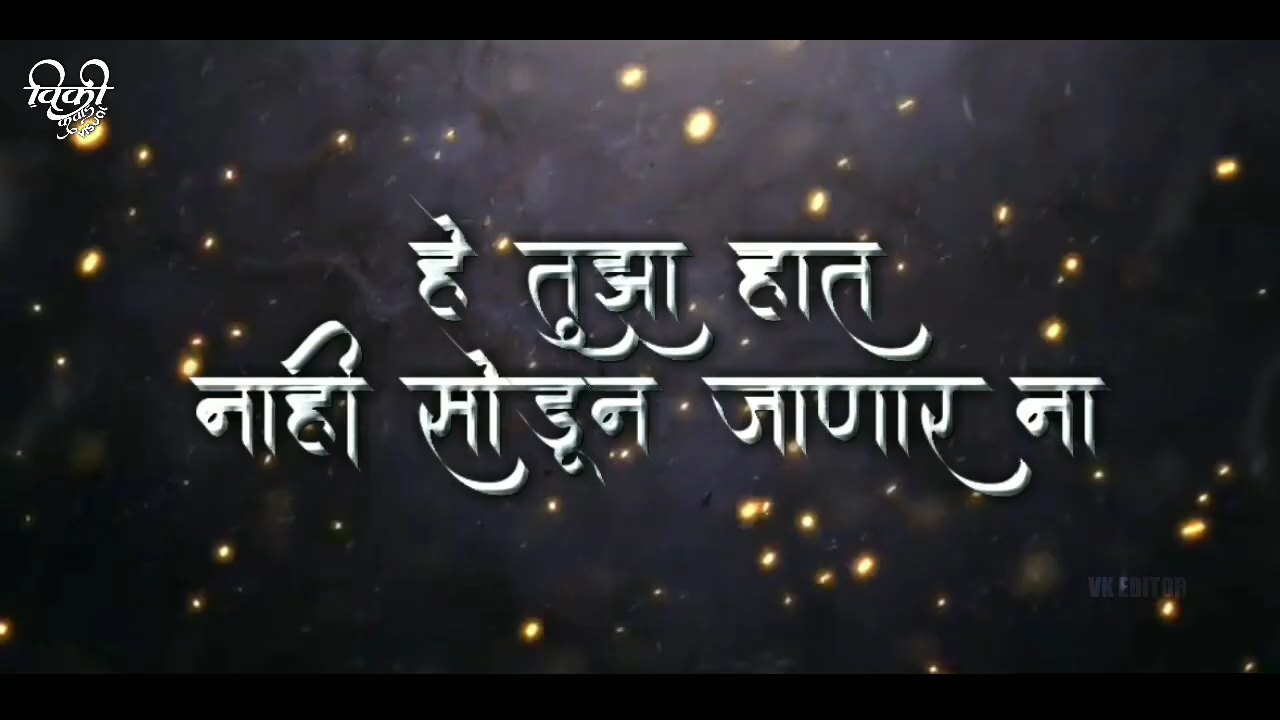 विकी
हे तुझा हात
नाही सोडून जाणार ना
VK EDITOR